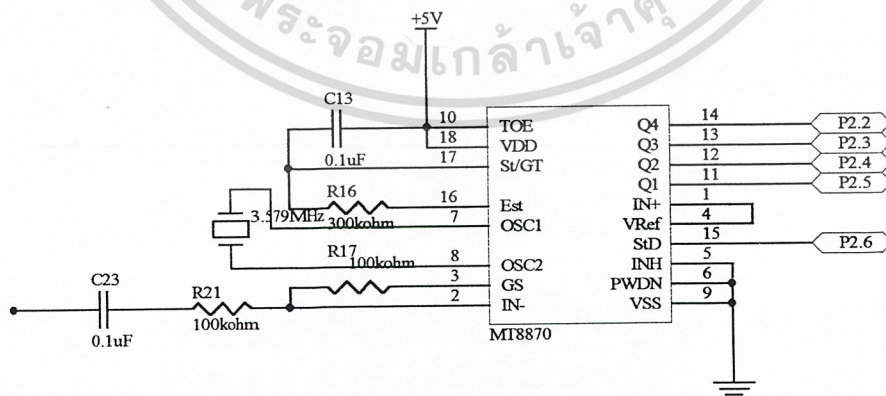 พระจอมเกล้าเจ้าคุ
+5V
C13
0.1uF
10 TOE
18 VDD
17 St/GT
R16
300kohm
16 Est
7 OSC1
3.579MHz
R17
100kohm
8 OSC2
3 GS
2 IN-
C23
0.1uF
R21
100kohm
Q4 14 P2.2
Q3 13 P2.3
Q2 12 P2.4
Q1 11 P2.5
IN+ 1
VRef 4
StD 15 P2.6
INH 5
PWDN 6
VSS 9
MT8870